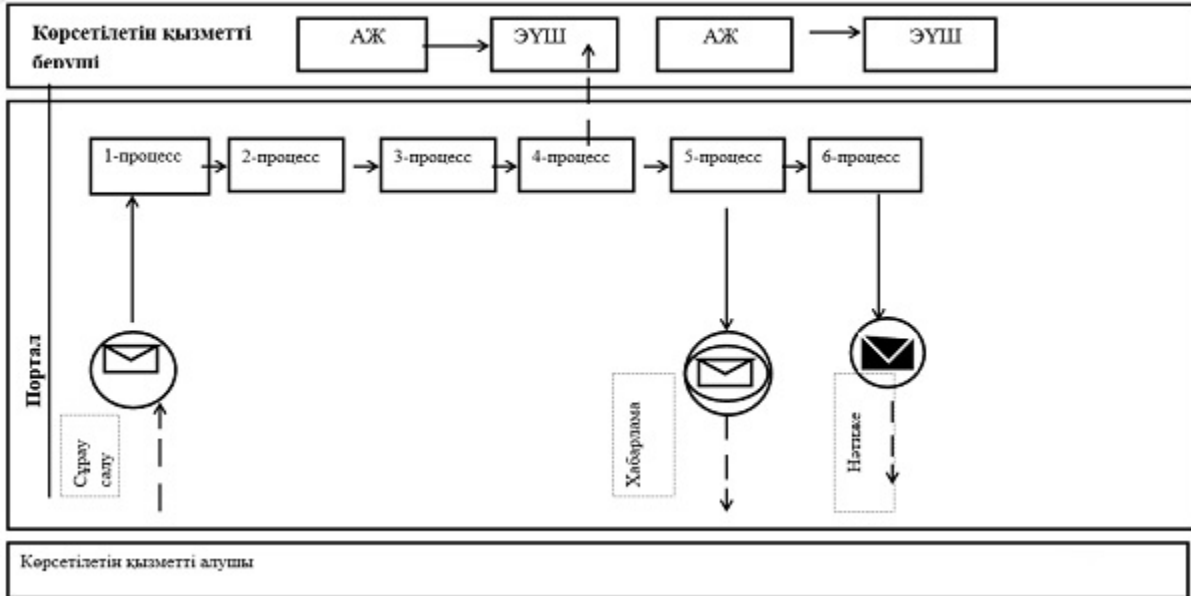 Көрсетілетін қызметті
беруші
АЖ
ЭҮШ
АЖ
ЭҮШ
1-процесс
2-процесс
3-процесс
4-процесс
5-процесс
6-процесс
Портал
Сұрау
салу
Хабарлама
Нәтиже
Көрсетілетін қызметті алушы